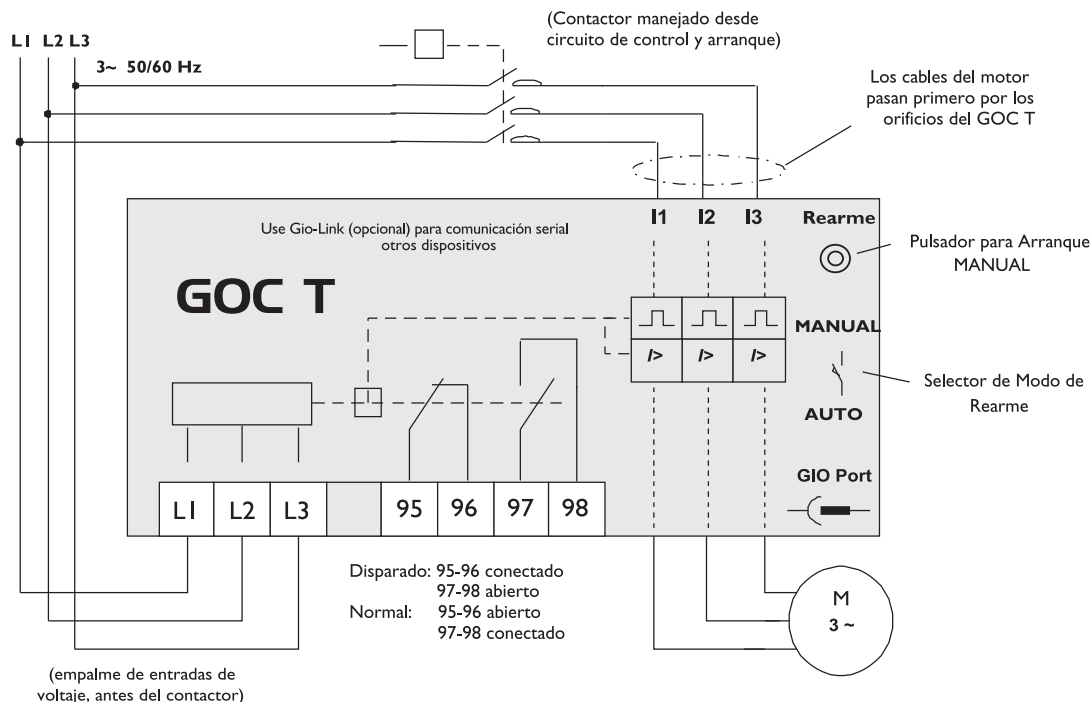 (Contactor manejado desde
circuito de control y arranque)
L1 L2 L3
3~ 50/60 Hz
Los cables del motor
pasan primero por los
orificios del GOC T
I1 I2 I3 Rearme
Use Gio-Link (opcional) para comunicación serial
otros dispositivos
Pulsador para Arranque
MANUAL
GOC T
MANUAL
I> I> I>
Selector de Modo de
Rearme
AUTO
GIO Port
L1 L2 L3 95 96 97 98
Disparado: 95-96 conectado
97-98 abierto
Normal: 95-96 abierto
97-98 conectado
M
3 ~
(empalme de entradas de
voltaje, antes del contactor)